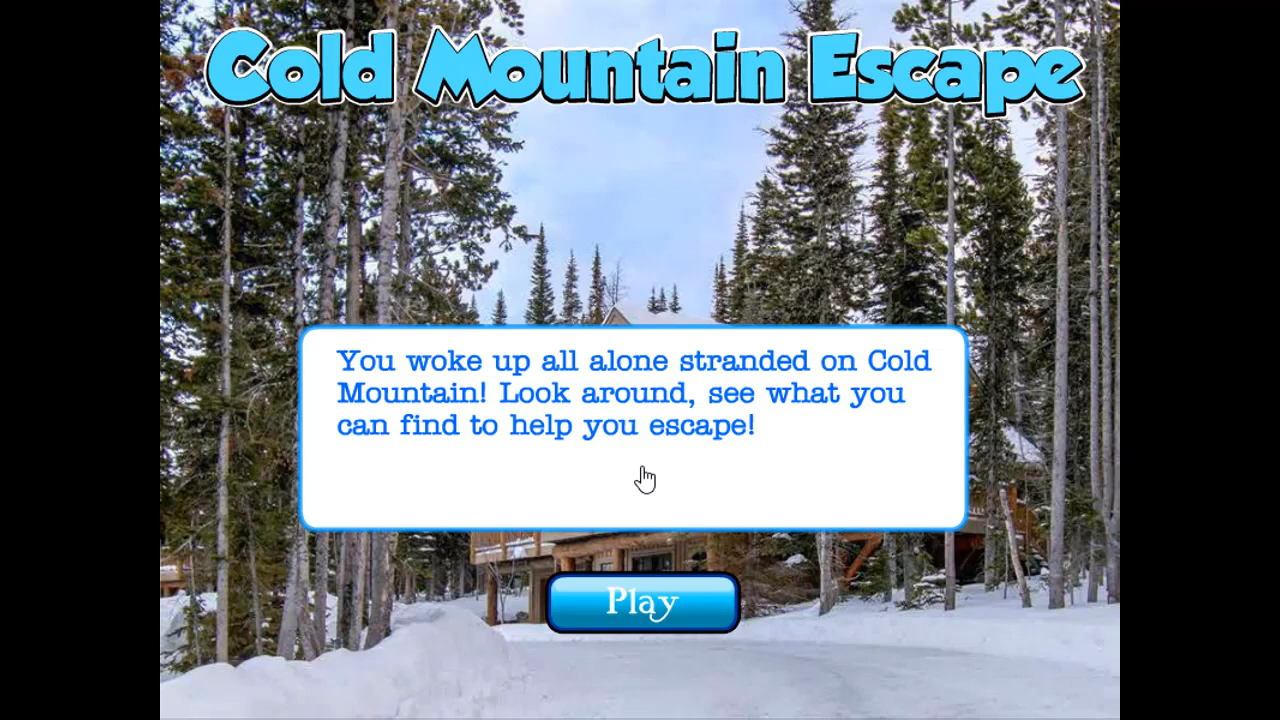 Cold Mountain Escape
You woke up all alone stranded on Cold
Mountain! Look around, see what you
can find to help you escape!
Play